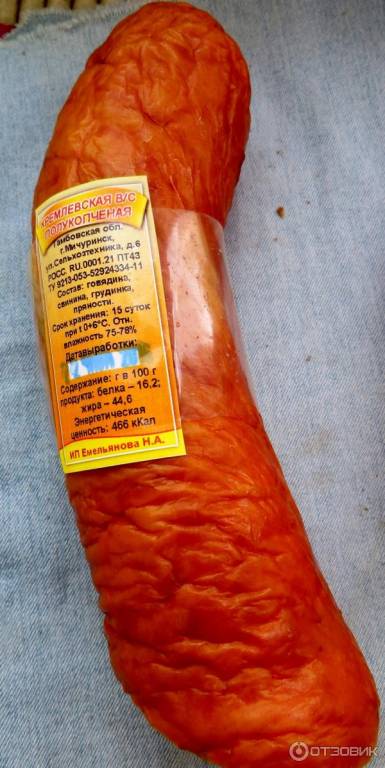 КРЕМЛЕВСКАЯ В/С
ПОЛУКОПЧЕНАЯ
Тамбовская обл.
г.Мичуринск,
ул.Сельхозтехника, д.6
РОСС. RU.0001.21 ПТ43
ТУ 9213-053-52924334-11
Состав: говядина,
свинина, грудинка,
пряности.
Срок хранения: 15 суток
при t 0+6°С. Отн.
влажность 75-78%
Датавыработки:
Содержание: г в 100 г
продукта: белка – 16,2;
жира – 44,6
Энергетическая
ценность: 466 кКал
ИП Емельянова Н.А.
ОТЗОВИК